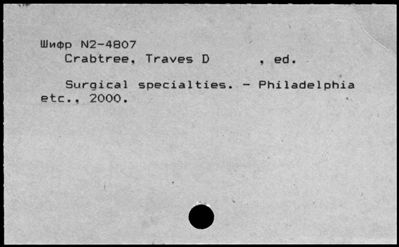 Шифр N2-4807
Crabtree, Traves D , ed.
Surgical specialties. - Philadelphia
etc., 2000.